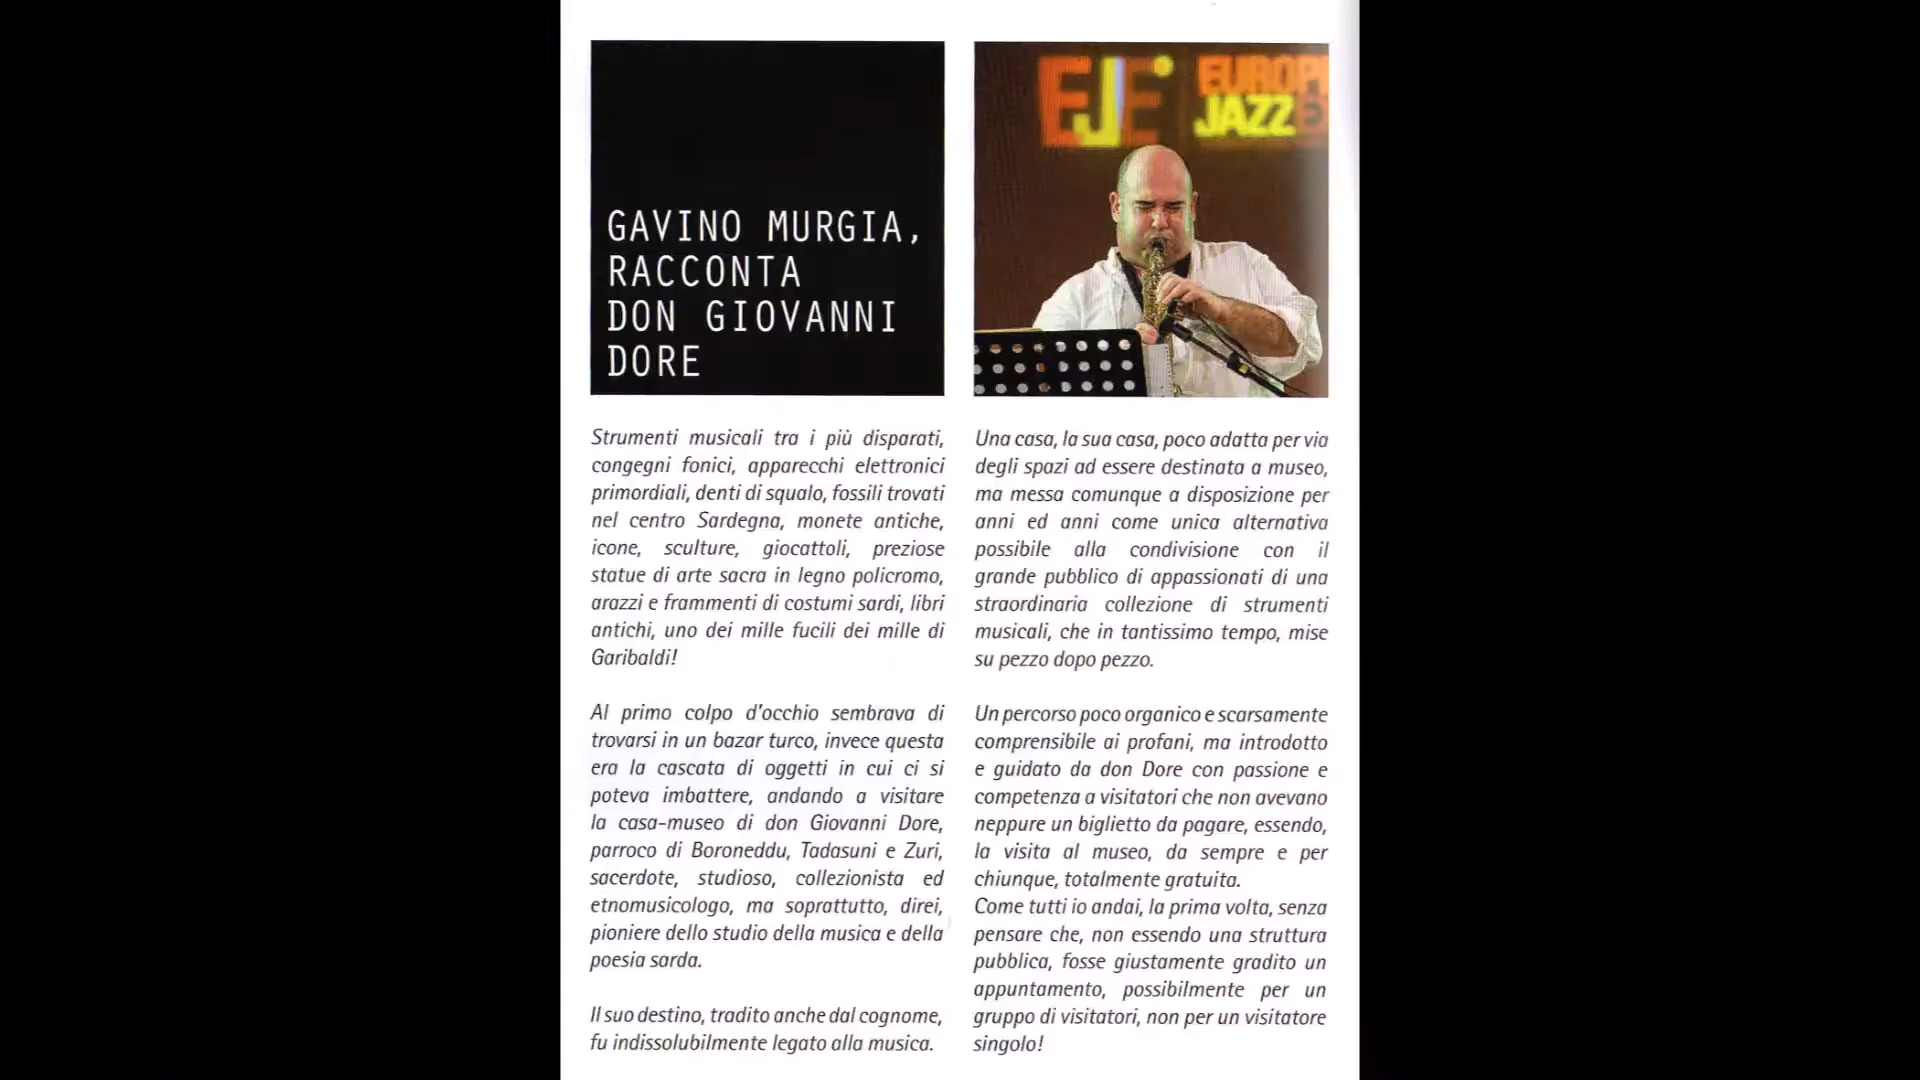 GAVINO MURGIA,
RACCONTA
DON GIOVANNI
DORE
Strumenti musicali tra i più disparati,
congegni fonici, apparecchi elettronici
primordiali, denti di squalo, fossili trovati
nel centro Sardegna, monete antiche,
icone, sculture, giocattoli, preziose
statue di arte sacra in legno policromo,
arazzi e frammenti di costumi sardi, libri
antichi, uno dei mille fucili dei mille di
Garibaldi!
Al primo colpo d'occhio sembrava di
trovarsi in un bazar turco, invece questa
era la cascata di oggetti in cui ci si
poteva imbattere, andando a visitare
la casa-museo di don Giovanni Dore,
parroco di Boroneddu, Tadasuni e Zuri,
sacerdote, studioso, collezionista ed
etnomusicologo, ma soprattutto, direi,
pioniere dello studio della musica e della
poesia sarda.
Il suo destino, tradito anche dal cognome,
fu indissolubilmente legato alla musica.
EJE
EUROPE
JAZZ E
Una casa, la sua casa, poco adatta per via
degli spazi ad essere destinata a museo,
ma messa comunque a disposizione per
anni ed anni come unica alternativa
possibile alla condivisione con il
grande pubblico di appassionati di una
straordinaria collezione di strumenti
musicali, che in tantissimo tempo, mise
su pezzo dopo pezzo.
Un percorso poco organico e scarsamente
comprensibile ai profani, ma introdotto
e guidato da don Dore con passione e
competenza a visitatori che non avevano
neppure un biglietto da pagare, essendo,
la visita al museo, da sempre e per
chiunque, totalmente gratuita.
Come tutti io andai, la prima volta, senza
pensare che, non essendo una struttura
pubblica, fosse giustamente gradito un
appuntamento, possibilmente per un
gruppo di visitatori, non per un visitatore
singolo!